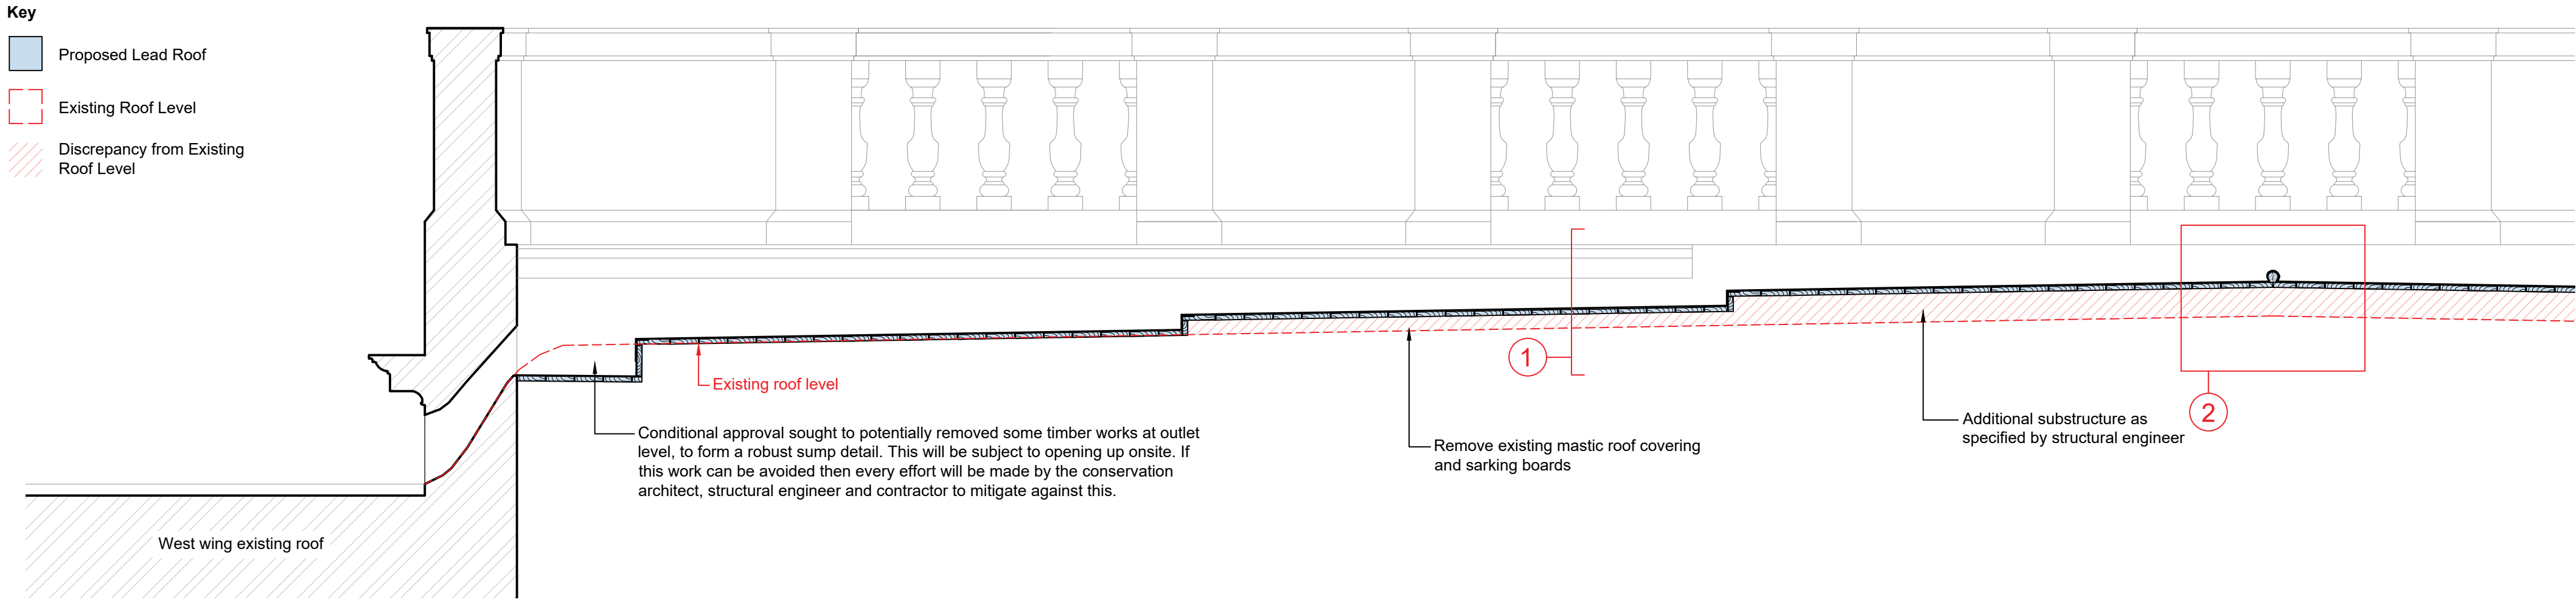 Key
Proposed Lead Roof
Existing Roof Level
Discrepancy from Existing
Roof Level
Existing roof level
Conditional approval sought to potentially removed some timber works at outlet
level, to form a robust sump detail. This will be subject to opening up onsite. If
this work can be avoided then every effort will be made by the conservation
architect, structural engineer and contractor to mitigate against this.
1
Remove existing mastic roof covering
and sarking boards
Additional substructure as
specified by structural engineer
2
West wing existing roof